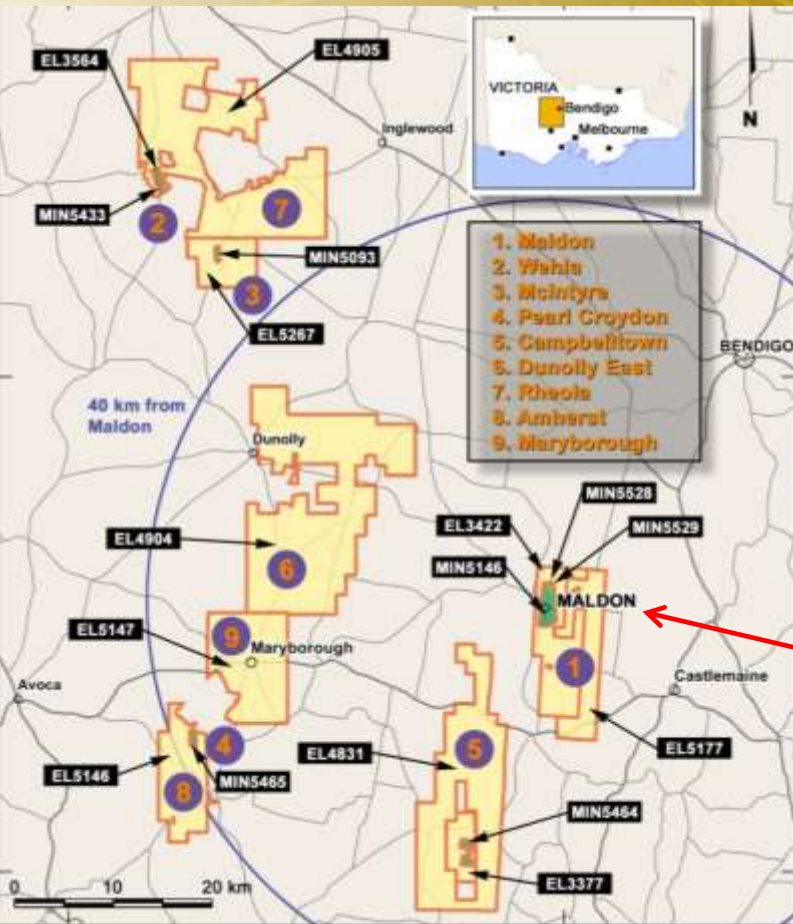 EL3564
EL4905
VICTORIA
Bendigo
Melbourne
N
Inglewood
MIN5433
2
7
MIN5093
3
EL5267
1. Maldon
2. Wehla
3. McIntyre
4. Pearl Croydon
5. Campbelltown
6. Dunolly East
7. Rheola
8. Amherst
9. Maryborough
BENDIGO
40 km from
Maldon
Dunolly
MIN5528
EL3422
MIN5529
EL4904
MIN5146
6
MALDON
EL5147
9
Maryborough
1
Castlemaine
Avoca
4
EL4831
5
EL5177
EL5146
MIN5465
8
MIN5464
EL3377
0 10 20 km